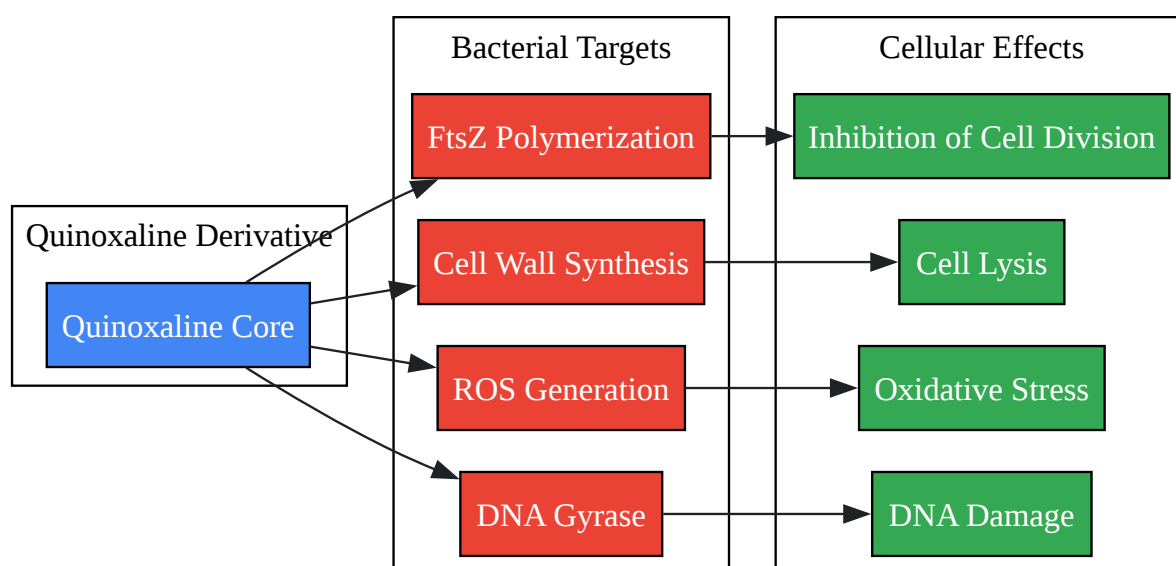 Quinoxaline Derivative
Quinoxaline Core
Bacterial Targets
FtsZ Polymerization
Cell Wall Synthesis
ROS Generation
DNA Gyrase
Cellular Effects
Inhibition of Cell Division
Cell Lysis
Oxidative Stress
DNA Damage